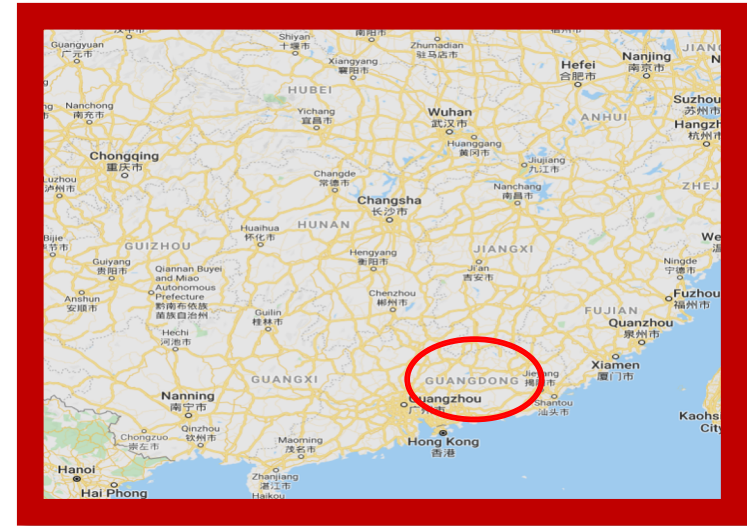 Guangyuan
广元市
Shiyan
十堰市
南阳市
Zhumadian
驻马店市
Xiangyang
襄阳市
Hefei
合肥市
Nanjing
南京市
HUBEI
Nanchong
南充市
Yichang
宜昌市
Wuhan
武汉市
ANHUI
Suzhou
苏州市
Hangzh
杭州市
Huanggang
黄冈市
Chongqing
重庆市
Jiujiang
九江市
Luzhou
泸州市
Changde
常德市
Nanchang
南昌市
ZHEJ
Changsha
长沙市
Huaihua
怀化市
HUNAN
Bijie
毕节市
GUIZHOU
Hengyang
衡阳市
JIANGXI
We
Guiyang
贵阳市
Qiannan Buyei
and Miao
Autonomous
Prefecture
黔南布依族
苗族自治州
Ji'an
吉安市
Ningde
宁德市
Anshun
安顺市
Chenzhou
郴州市
Fuzhou
福州市
Guilin
桂林市
FUJIAN
Quanzhou
泉州市
Hechi
河池市
Xiamen
厦门市
GUANGXI
GUANGDONG
Jieyang
揭阳市
Nanning
南宁市
Guangzhou
广州市
Shantou
汕头市
Kaohsi
City
Chongzuo
崇左市
Qinzhou
钦州市
Maoming
茂名市
Hong Kong
香港
Hanoi
Zhanjiang
湛江市
Hai Phong
Haikou